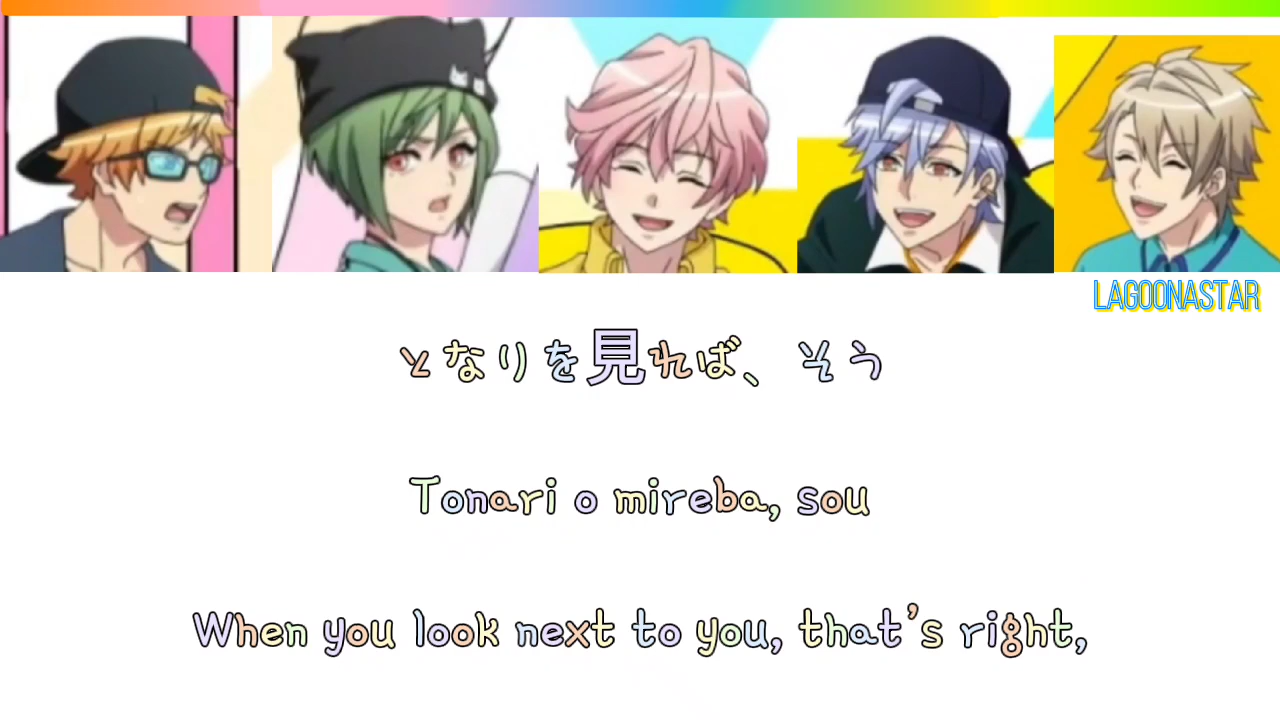 LAGOONASTAR
となりを見れば、そう
Tonari o mireba, sou
When you look next to you, that's right,